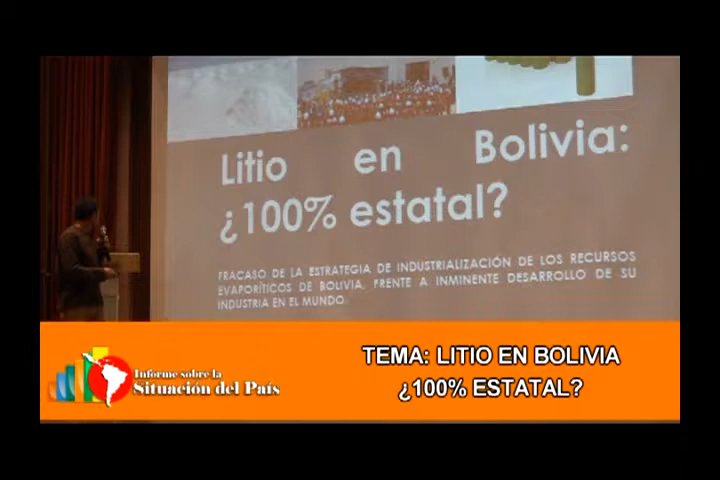 Litio en Bolivia:
¿100% estatal?
FRACASO DE LA ESTRATEGIA DE INDUSTRIALIZACIÓN DE LOS RECURSOS
EVAPORÍTICOS DE BOLIVIA, FRENTE A INMINENTE DESARROLLO DE SU
INDUSTRIA EN EL MUNDO.
Informe sobre la
Situación del País
TEMA: LITIO EN BOLIVIA
¿100% ESTATAL?